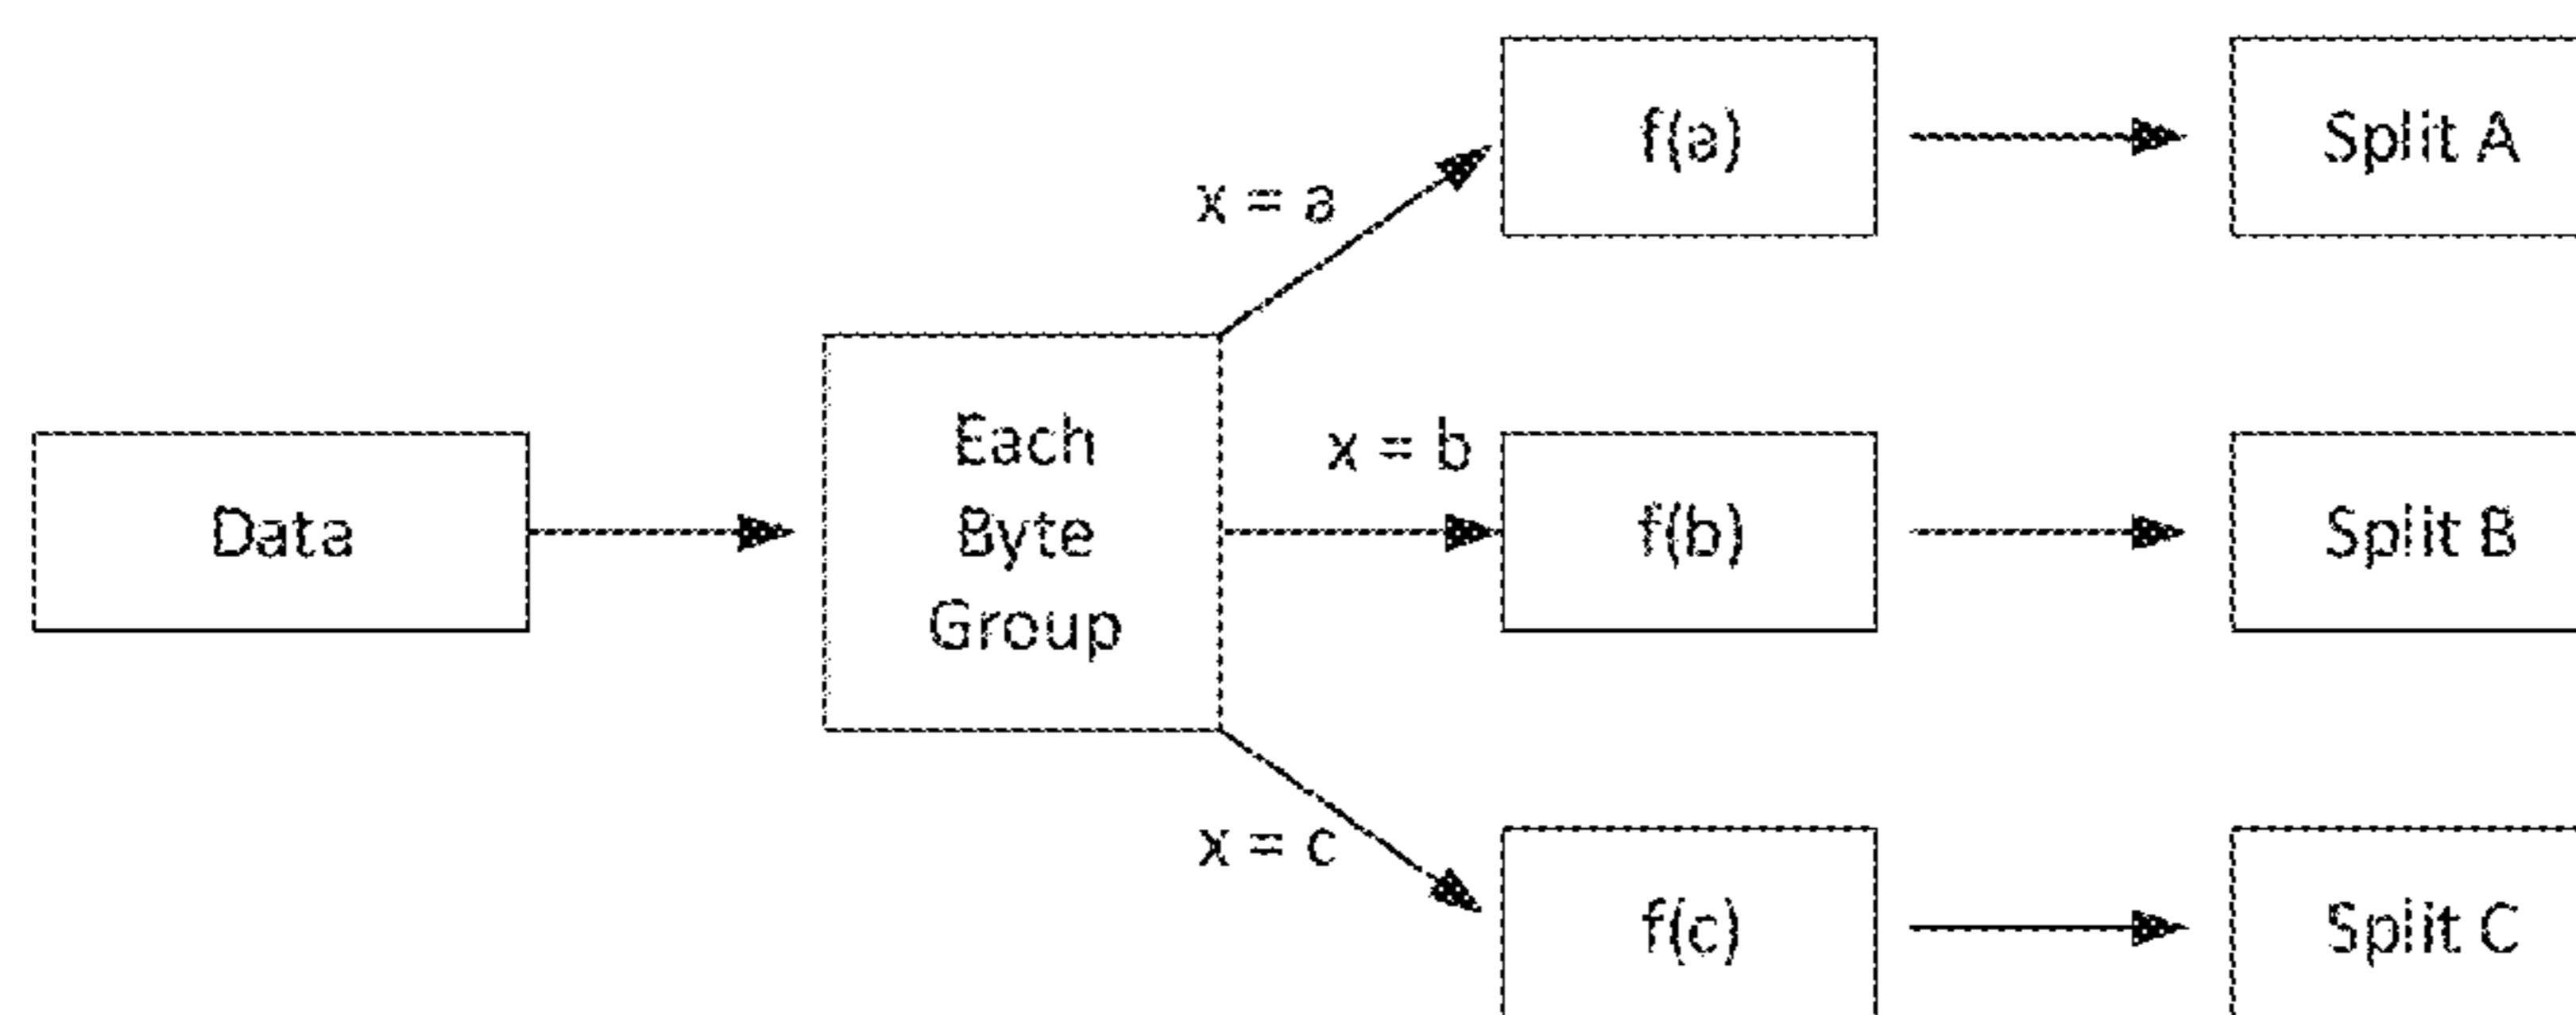 f(a)
Split A
x = a
Each
Byte
Group
x = b
Data
f(b)
Split B
x = c
f(c)
Split C